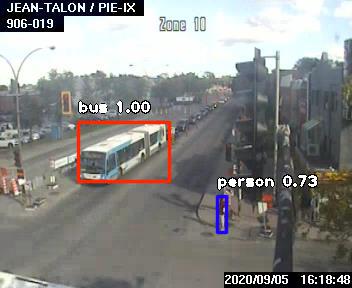 JEAN-TALON / PIE-IX
906-019
Zone 10
bus 1.00
person 0.73
2020/09/05 16:18:48